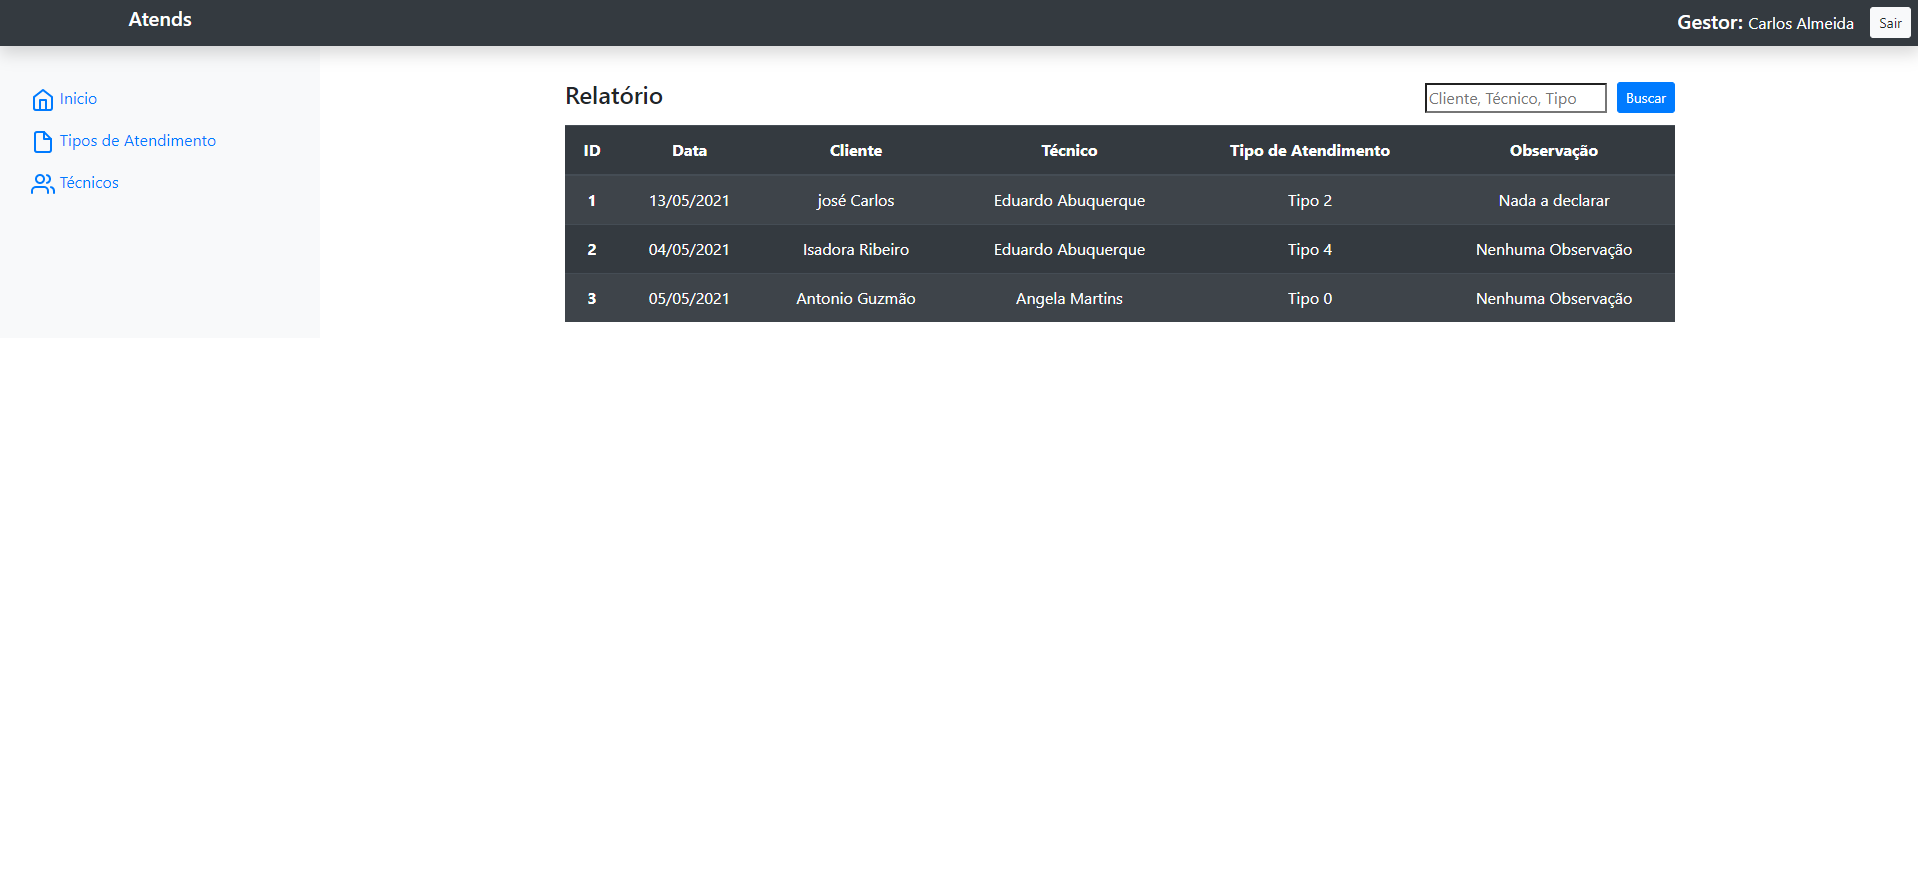 Atends
Gestor: Carlos Almeida Sair
Inicio
Tipos de Atendimento
Técnicos
Relatório
Cliente, Técnico, Tipo Buscar
ID Data Cliente Técnico Tipo de Atendimento Observação
1 13/05/2021 josé Carlos Eduardo Abuquerque Tipo 2 Nada a declarar
2 04/05/2021 Isadora Ribeiro Eduardo Abuquerque Tipo 4 Nenhuma Observação
3 05/05/2021 Antonio Guzmão Angela Martins Tipo 0 Nenhuma Observação